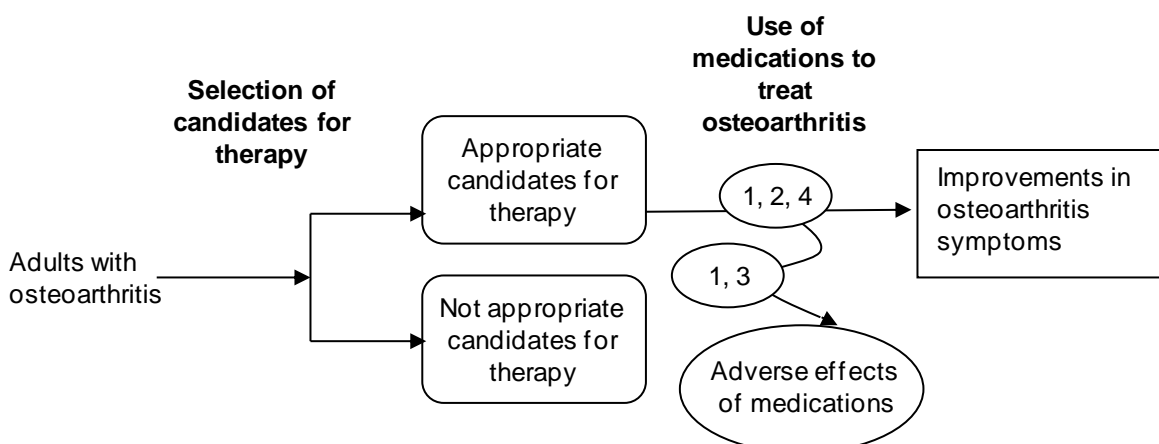 Use of
medications to
treat
osteoarthritis
Selection of
candidates for
therapy
Appropriate
candidates for
therapy
1, 2, 4
Improvements in
osteoarthritis
symptoms
Adults with
osteoarthritis
1, 3
Not appropriate
candidates for
therapy
Adverse effects
of medications